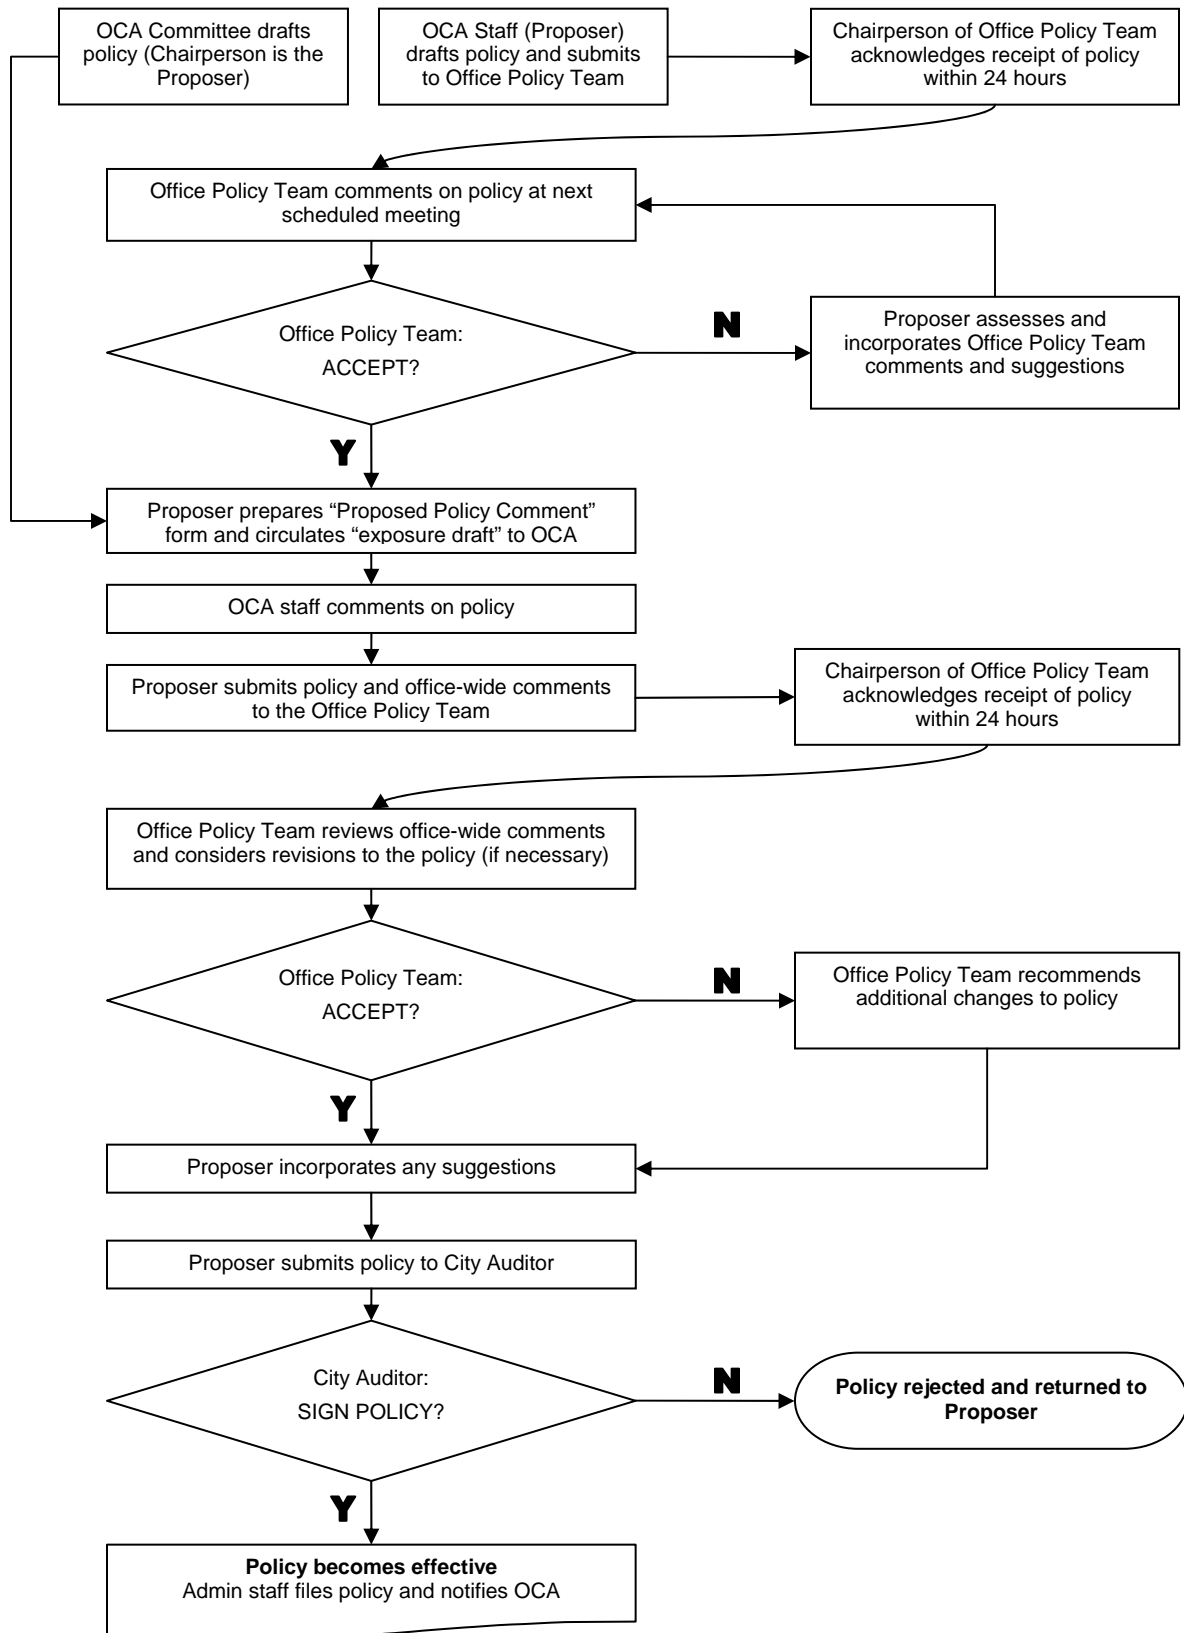 OCA Committee drafts
policy (Chairperson is the
Proposer)
OCA Staff (Proposer)
drafts policy and submits
to Office Policy Team
Chairperson of Office Policy Team
acknowledges receipt of policy
within 24 hours
Office Policy Team comments on policy at next
scheduled meeting
Office Policy Team:
ACCEPT?
N
Proposer assesses and
incorporates Office Policy Team
comments and suggestions
Y
Proposer prepares “Proposed Policy Comment”
form and circulates “exposure draft” to OCA
OCA staff comments on policy
Proposer submits policy and office-wide comments
to the Office Policy Team
Chairperson of Office Policy Team
acknowledges receipt of policy
within 24 hours
Office Policy Team reviews office-wide comments
and considers revisions to the policy (if necessary)
Office Policy Team:
ACCEPT?
N
Office Policy Team recommends
additional changes to policy
Y
Proposer incorporates any suggestions
Proposer submits policy to City Auditor
City Auditor:
SIGN POLICY?
N
Policy rejected and returned to
Proposer
Y
Policy becomes effective
Admin staff files policy and notifies OCA